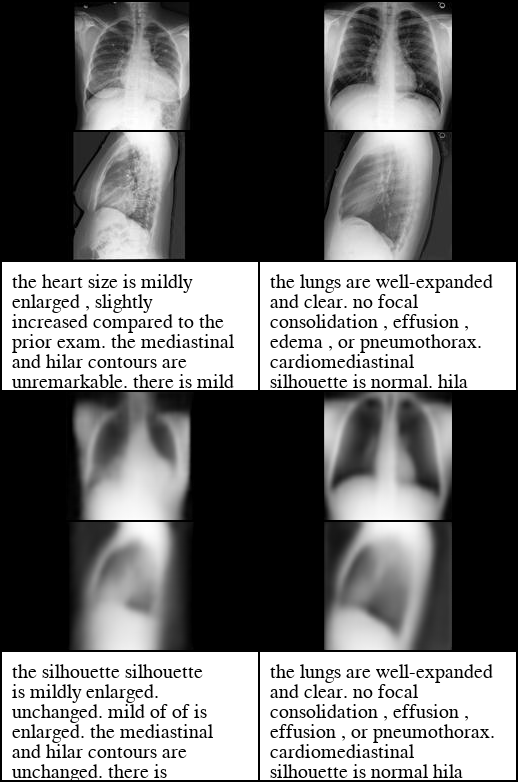 the heart size is mildly
enlarged , slightly
increased compared to the
prior exam. the mediastinal
and hilar contours are
unremarkable. there is mild
the lungs are well-expanded
and clear. no focal
consolidation , effusion ,
edema , or pneumothorax.
cardiomediastinal
silhouette is normal. hila
the silhouette silhouette
is mildly enlarged.
unchanged. mild of of is
enlarged. the mediastinal
and hilar contours are
unchanged. there is
the lungs are well-expanded
and clear. no focal
consolidation , effusion ,
effusion , or pneumothorax.
cardiomediastinal
silhouette is normal hila